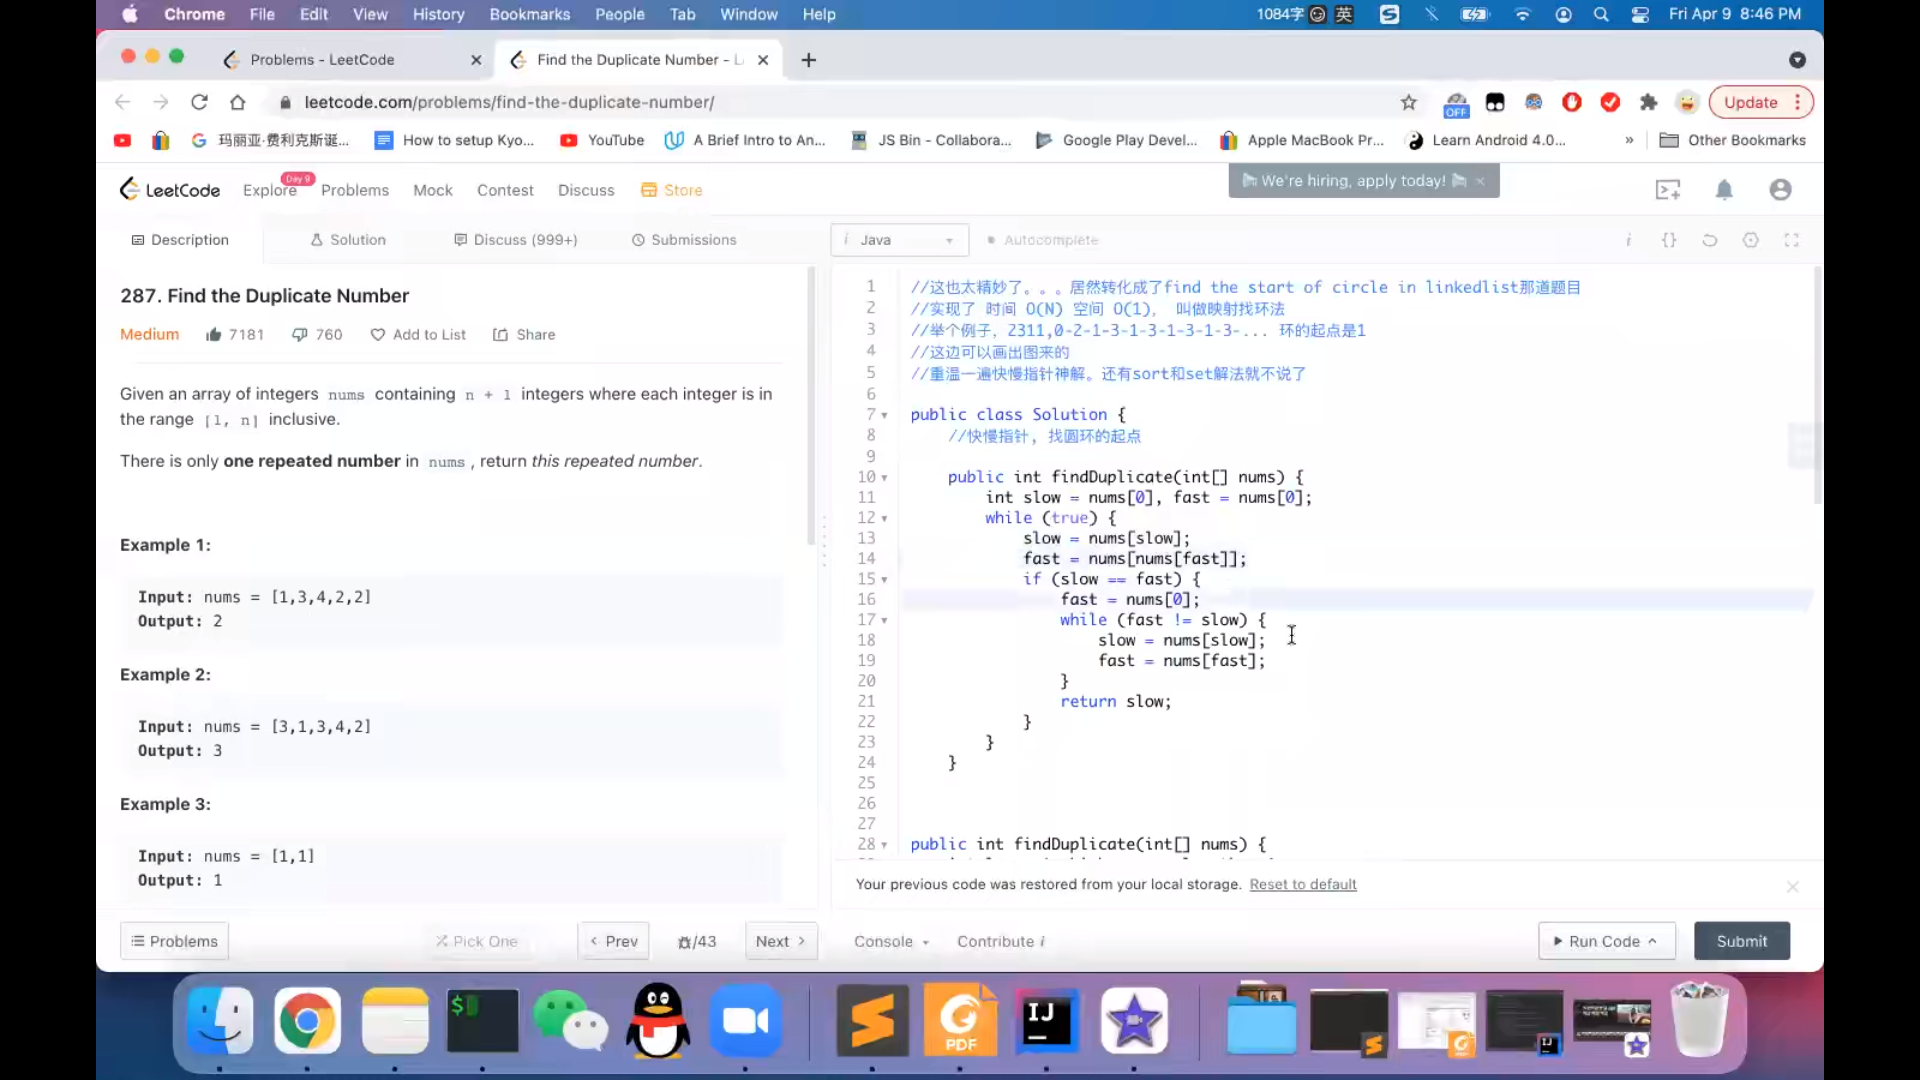 Chrome File Edit View History Bookmarks People Tab Window Help 1084字 英 Fri Apr 9 8:46 PM
Problems - LeetCode Find the Duplicate Number - L
leetcode.com/problems/find-the-duplicate-number/ OFF Update
玛丽亚·费利克斯诞... How to setup Kyo... YouTube A Brief Intro to An... JS Bin - Collabora... Google Play Devel... Apple MacBook Pr... Learn Android 4.0... » Other Bookmarks
LeetCode Explore Day 9 Problems Mock Contest Discuss Store We're hiring, apply today!
Description Solution Discuss (999+) Submissions
i Java Autocomplete
287. Find the Duplicate Number
Medium 7181 760 Add to List Share
Given an array of integers nums containing n + 1 integers where each integer is in
the range [1, n] inclusive.
There is only one repeated number in nums , return this repeated number.
Example 1:
Input: nums = [1,3,4,2,2]
Output: 2
Example 2:
Input: nums = [3,1,3,4,2]
Output: 3
Example 3:
Input: nums = [1,1]
Output: 1
1 //这也太精妙了。。。居然转化成了find the start of circle in linkedlist那道题目
2 //实现了 时间 O(N) 空间 O(1), 叫做映射找环法
3 //举个例子, 2311,0-2-1-3-1-3-1-3-1-3-... 环的起点是1
4 //这边可以画出图来的
5 //重温一遍快慢指针神解。还有sort和set解法就不说了
6
7 public class Solution {
8 //快慢指针, 找圆环的起点
9
10 public int findDuplicate(int[] nums) {
11 int slow = nums[0], fast = nums[0];
12 while (true) {
13 slow = nums[slow];
14 fast = nums[nums[fast]];
15 if (slow == fast) {
16 fast = nums[0];
17 while (fast != slow) {
18 slow = nums[slow];
19 fast = nums[fast];
20 }
21 return slow;
22 }
23 }
24 }
25
26
27
28 public int findDuplicate(int[] nums) {
Your previous code was restored from your local storage. Reset to default
Problems Pick One Prev /43 Next Console Contribute i Run Code Submit
$ PDF IJ